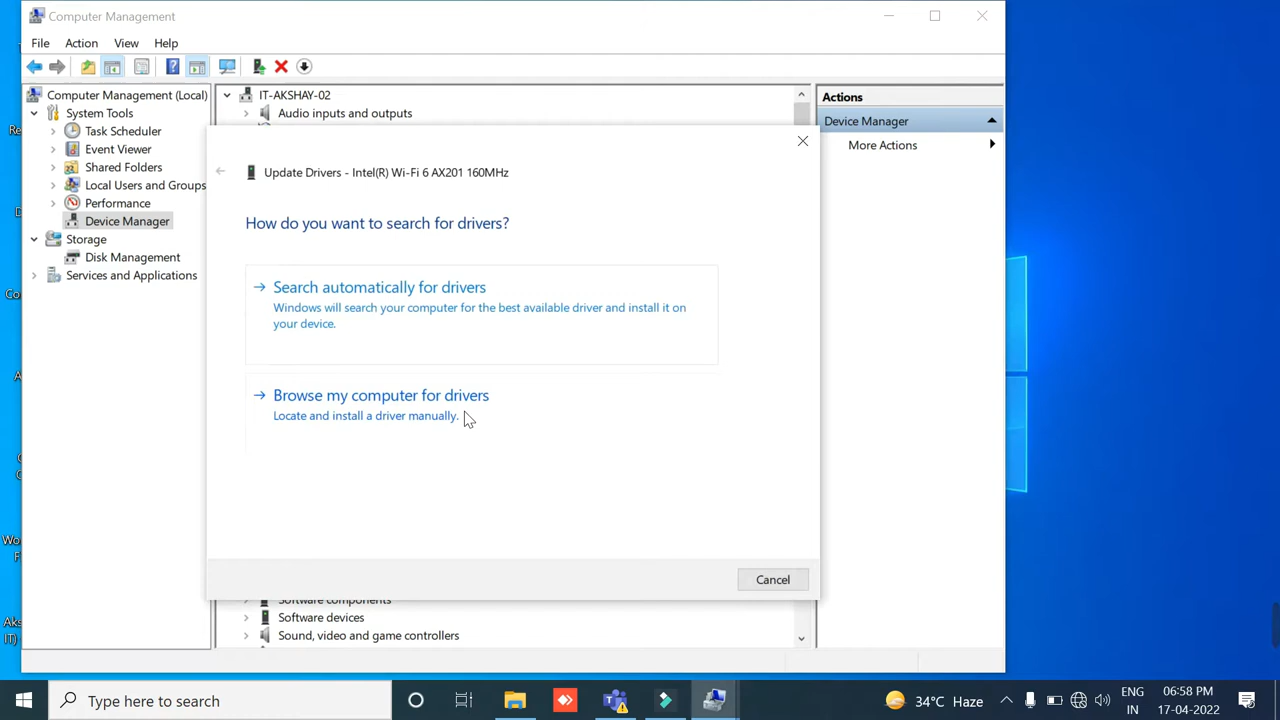 Computer Management
File Action View Help
Computer Management (Local)
System Tools
Task Scheduler
Event Viewer
Shared Folders
Local Users and Groups
Performance
Device Manager
Storage
Disk Management
Services and Applications
IT-AKSHAY-02
Audio inputs and outputs
Update Drivers - Intel(R) Wi-Fi 6 AX201 160MHz
How do you want to search for drivers?
Search automatically for drivers
Windows will search your computer for the best available driver and install it on
your device.
Browse my computer for drivers
Locate and install a driver manually.
Cancel
Software components
Software devices
Sound, video and game controllers
Actions
Device Manager
More Actions
IT)
Type here to search
34°C Haze
ENG
IN
06:58 PM
17-04-2022